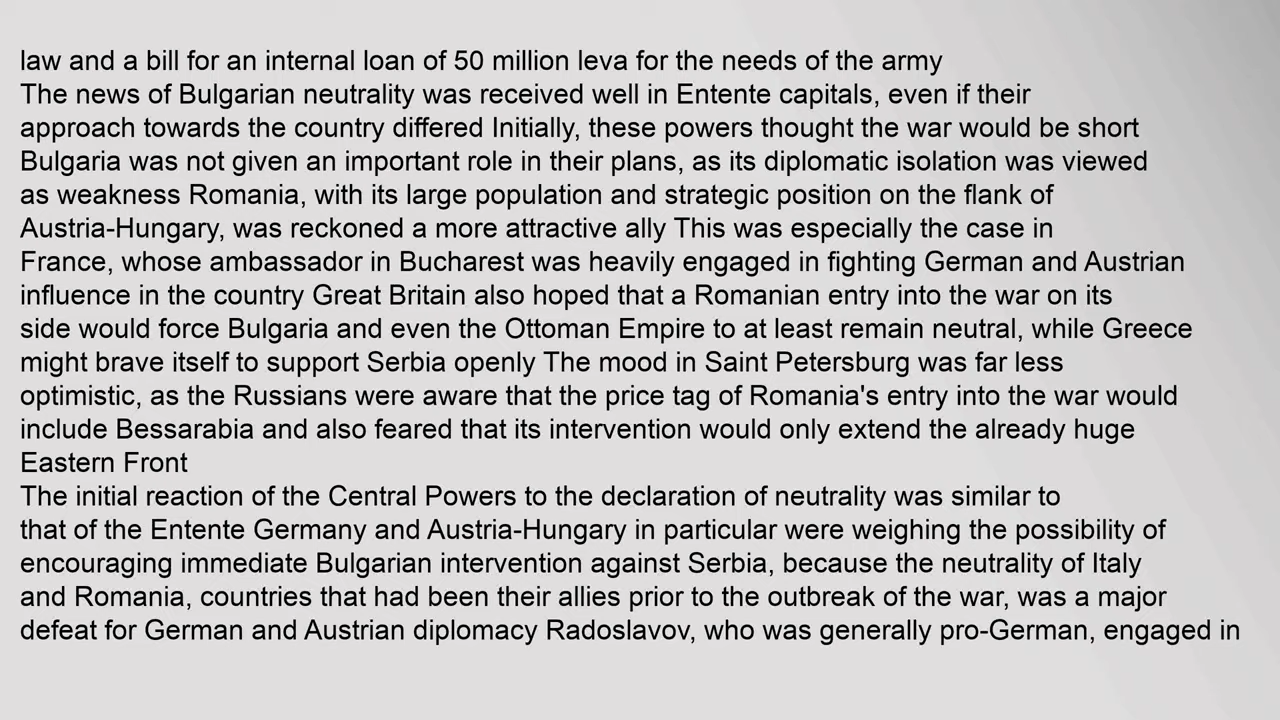 law and a bill for an internal loan of 50 million leva for the needs of the army
The news of Bulgarian neutrality was received well in Entente capitals, even if their
approach towards the country differed Initially, these powers thought the war would be short
Bulgaria was not given an important role in their plans, as its diplomatic isolation was viewed
as weakness Romania, with its large population and strategic position on the flank of
Austria-Hungary, was reckoned a more attractive ally This was especially the case in
France, whose ambassador in Bucharest was heavily engaged in fighting German and Austrian
influence in the country Great Britain also hoped that a Romanian entry into the war on its
side would force Bulgaria and even the Ottoman Empire to at least remain neutral, while Greece
might brave itself to support Serbia openly The mood in Saint Petersburg was far less
optimistic, as the Russians were aware that the price tag of Romania's entry into the war would
include Bessarabia and also feared that its intervention would only extend the already huge
Eastern Front
The initial reaction of the Central Powers to the declaration of neutrality was similar to
that of the Entente Germany and Austria-Hungary in particular were weighing the possibility of
encouraging immediate Bulgarian intervention against Serbia, because the neutrality of Italy
and Romania, countries that had been their allies prior to the outbreak of the war, was a major
defeat for German and Austrian diplomacy Radoslavov, who was generally pro-German, engaged in